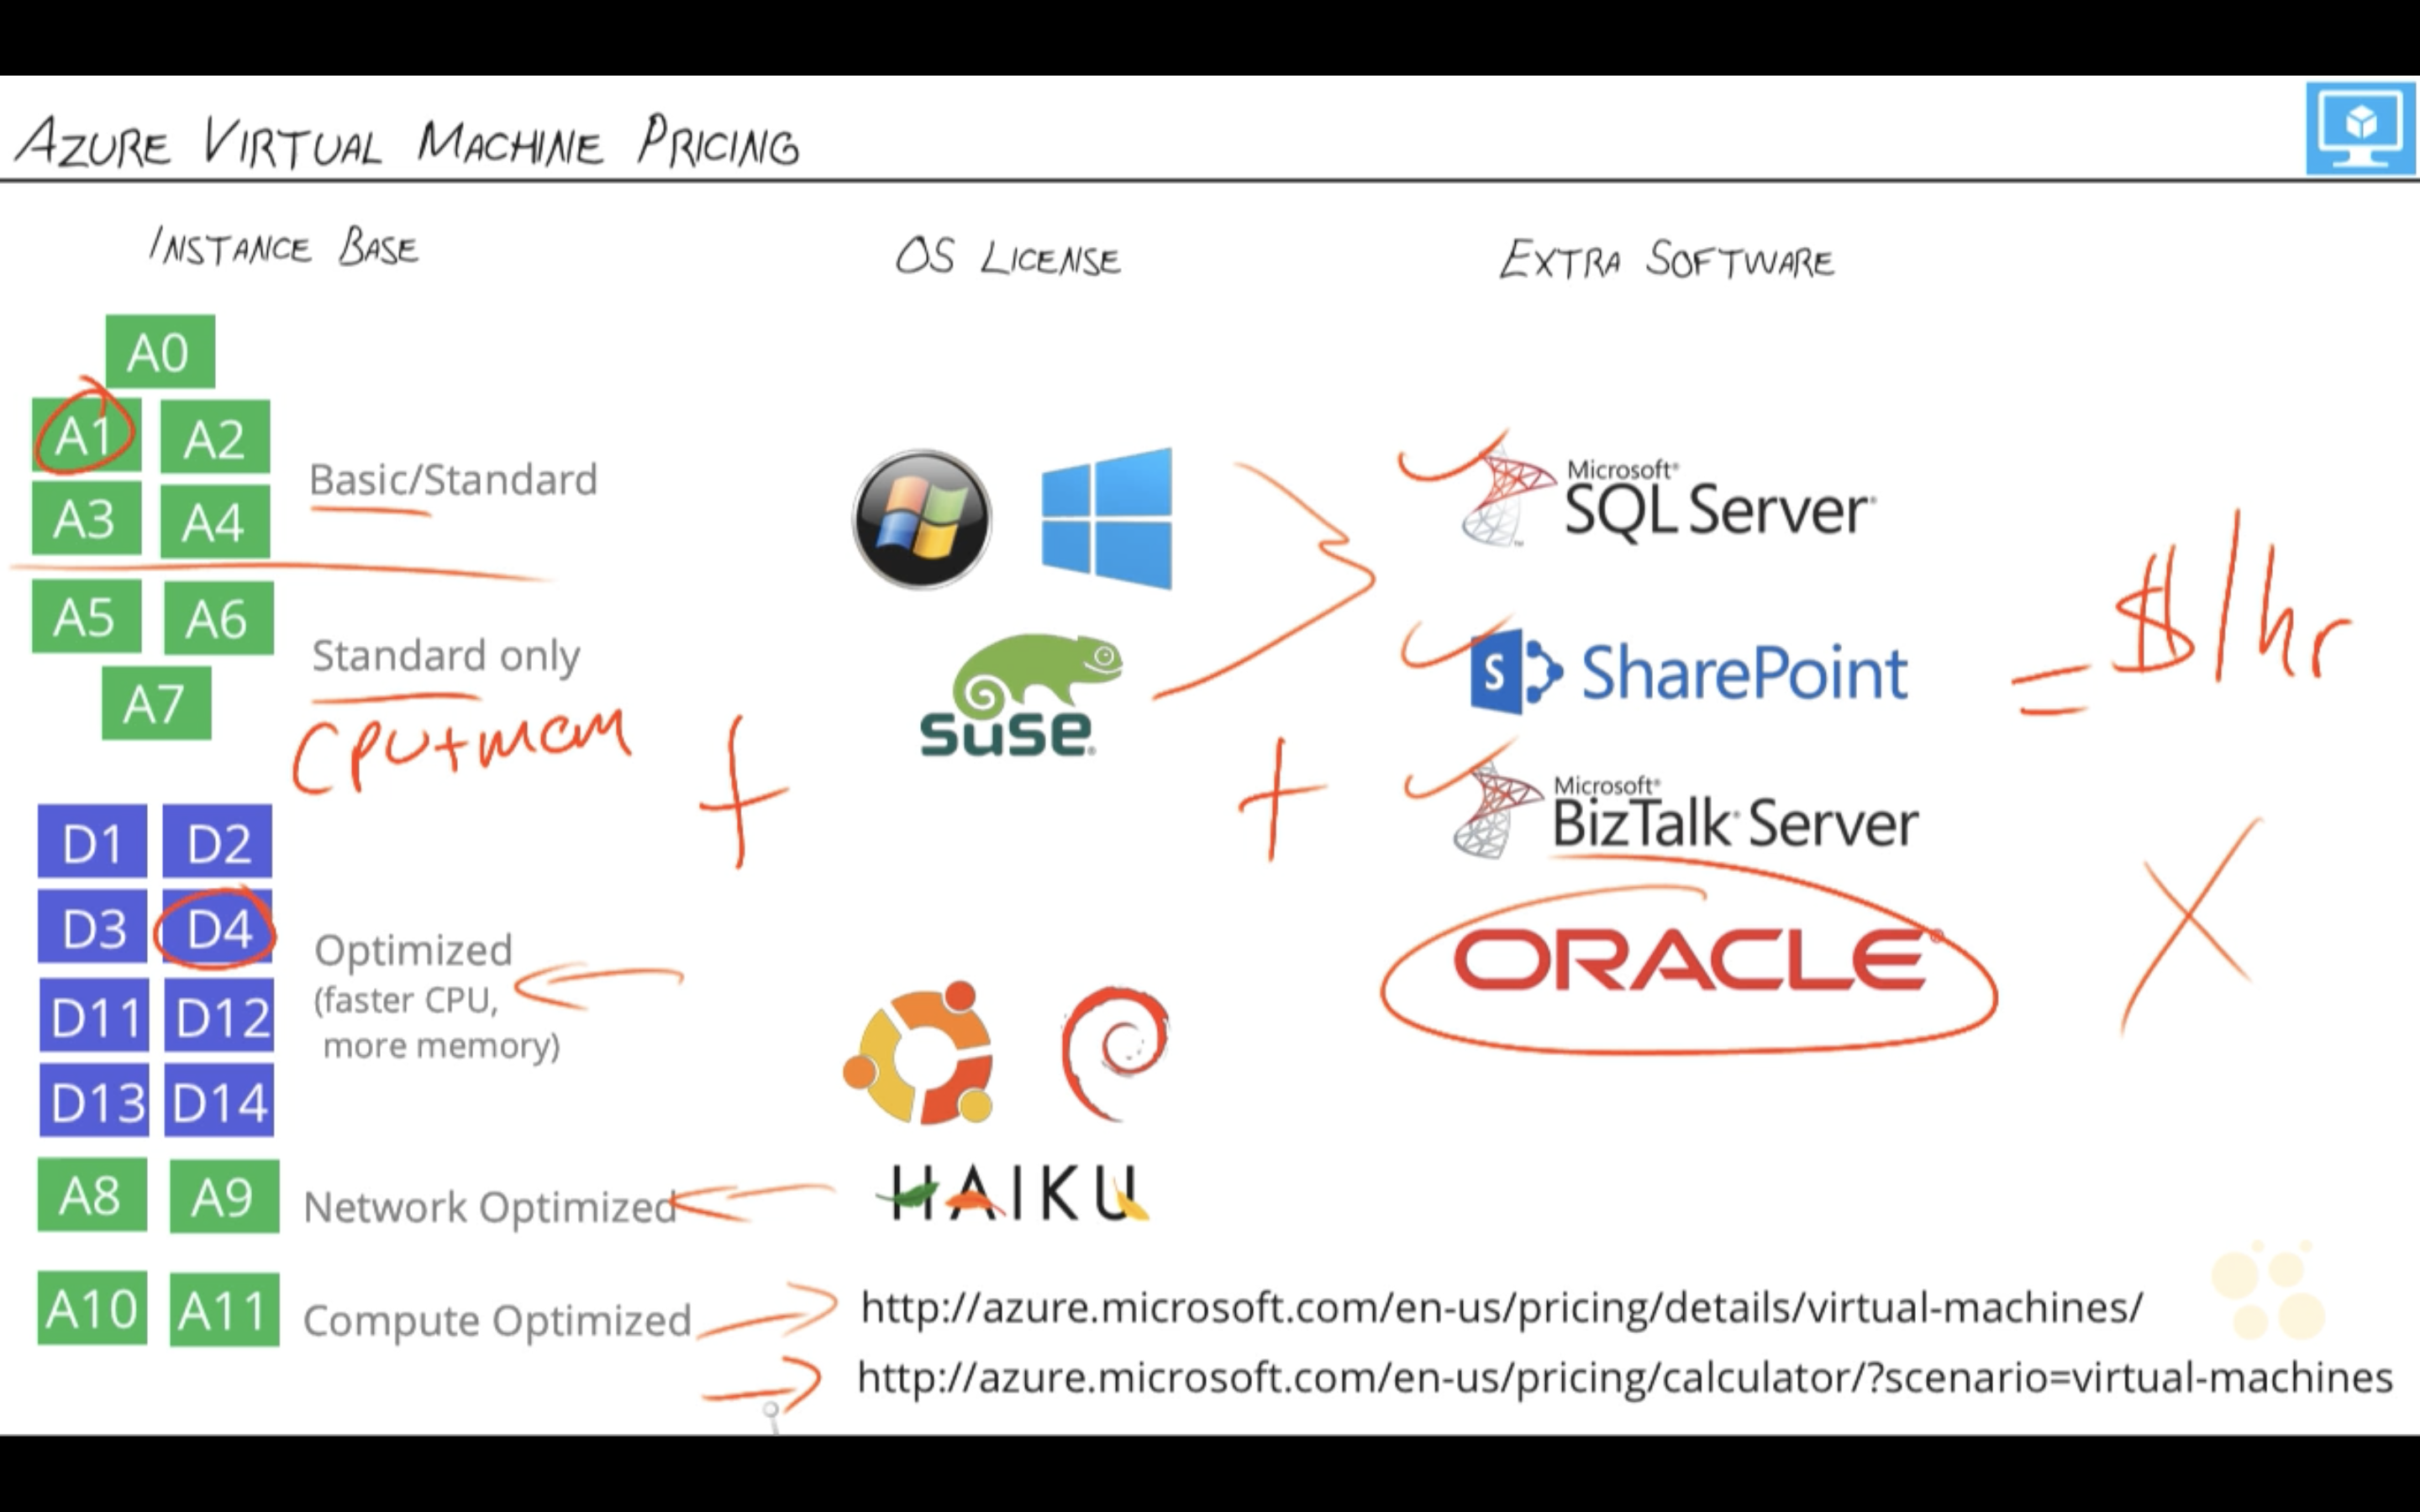 AZURE VIRTUAL MACHINE PRICING
INSTANCE BASE
A0
A1 A2
A3 A4
Basic/Standard
A5 A6
A7
Standard only
CPU+mem
D1 D2
D3 D4
D11 D12
D13 D14
Optimized
(faster CPU,
more memory)
A8 A9
Network Optimized
A10 A11
Compute Optimized
+
OS LICENSE
SUSE®
HAIKU
+
EXTRA SOFTWARE
Microsoft®
SQL Server®
S SharePoint
Microsoft®
BizTalk Server
ORACLE®
= $/hr
X
http://azure.microsoft.com/en-us/pricing/details/virtual-machines/
http://azure.microsoft.com/en-us/pricing/calculator/?scenario=virtual-machines